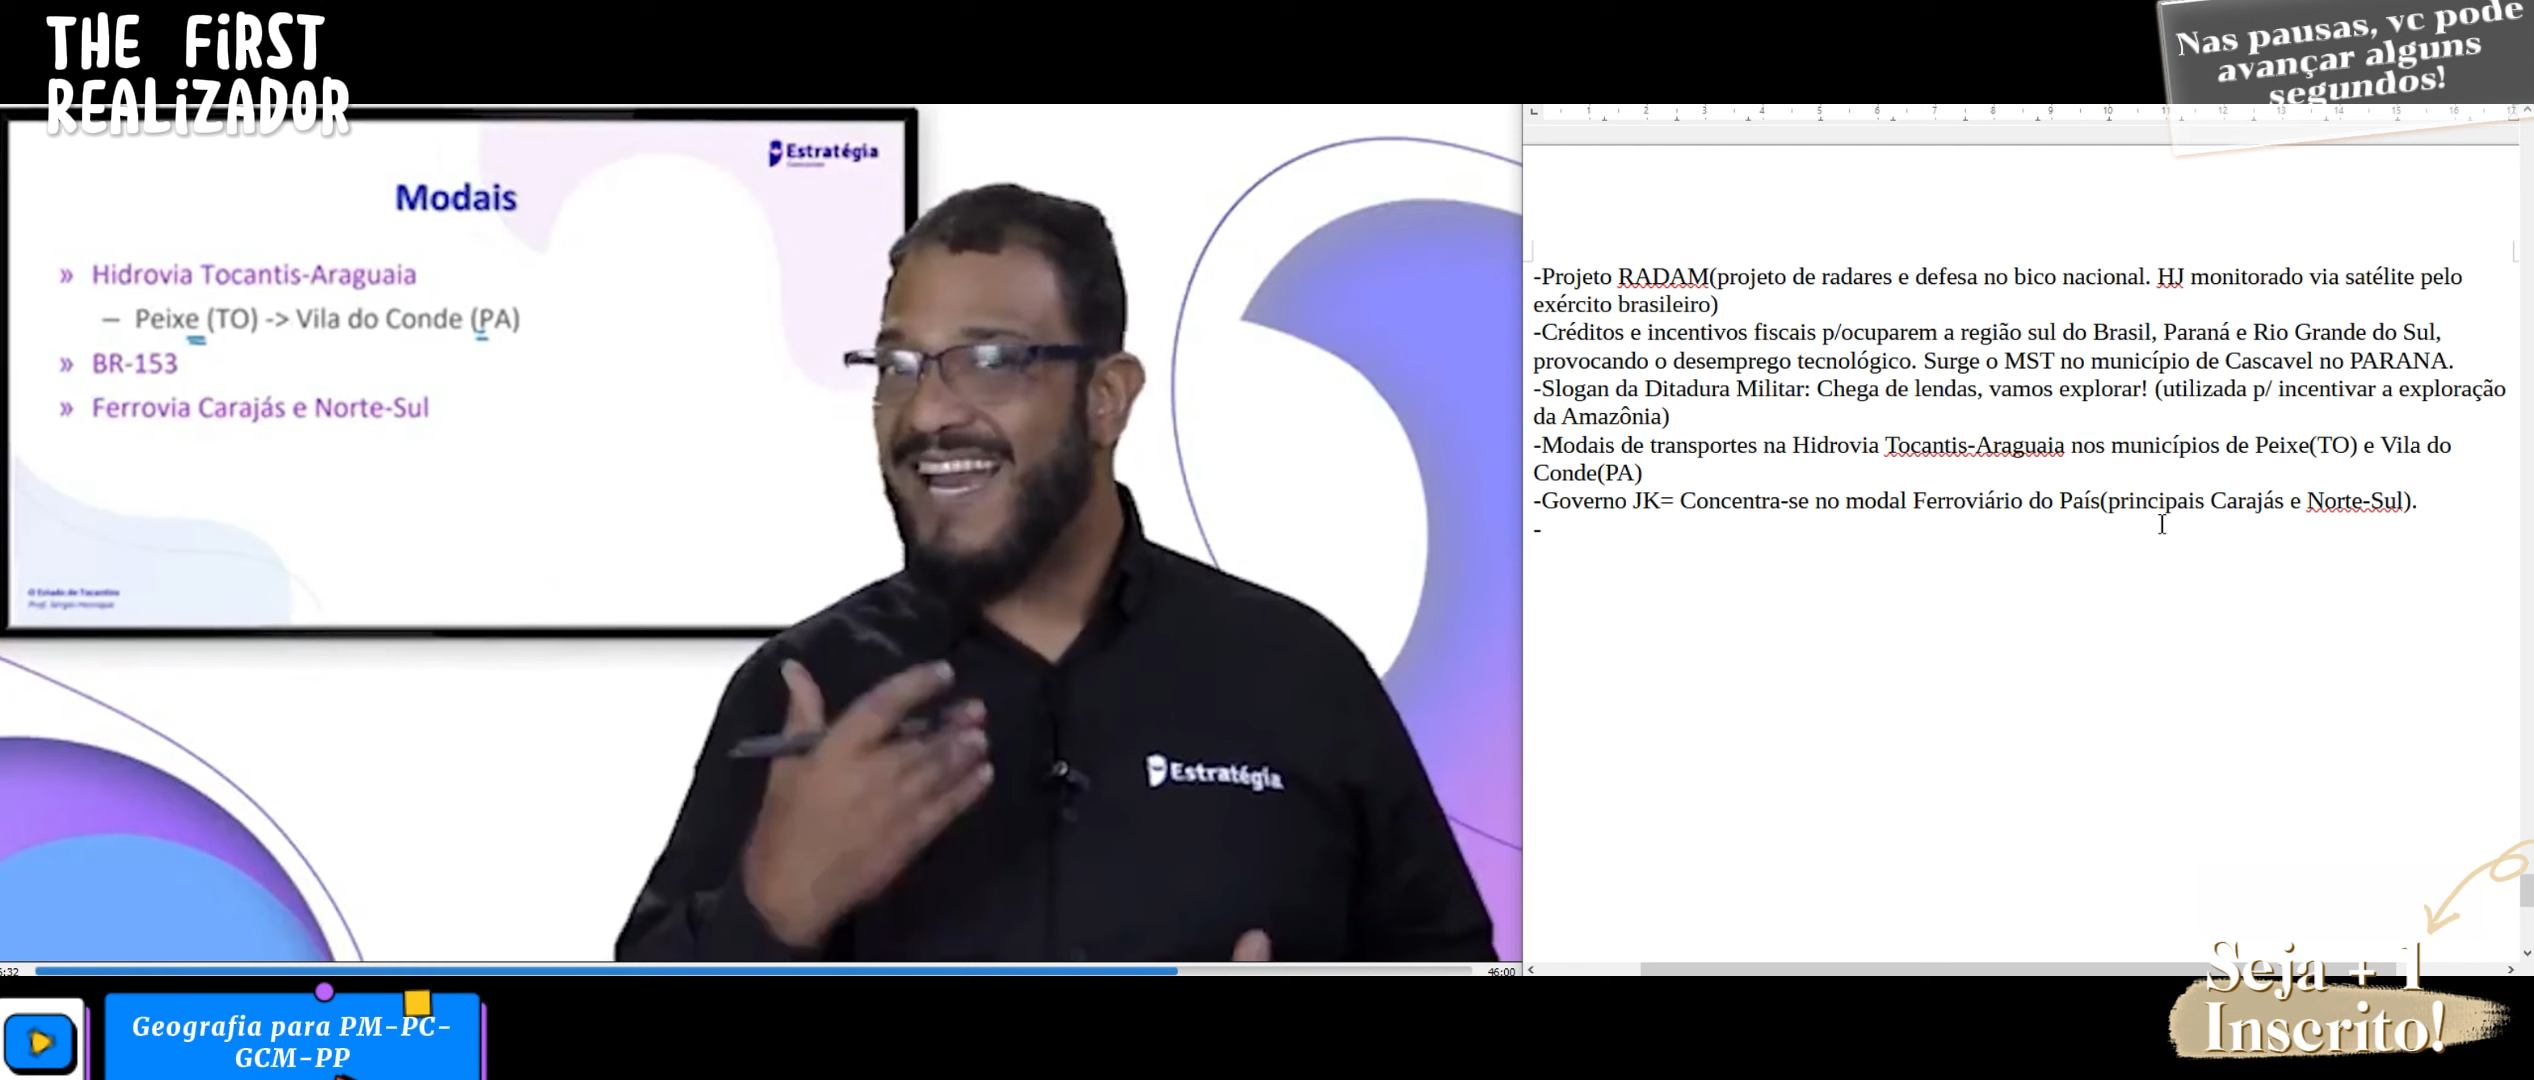 THE FiRST
REALiZADOR
Nas pausas, vc pode
avançar alguns
segundos!
Estratégia
Modais
» Hidrovia Tocantis-Araguaia
– Peixe (TO) -> Vila do Conde (PA)
» BR-153
» Ferrovia Carajás e Norte-Sul
O Estado de Tocantins
Prof. Sérgio Henrique
Estratégia
46:00
-Projeto RADAM(projeto de radares e defesa no bico nacional. HJ monitorado via satélite pelo
exército brasileiro)
-Créditos e incentivos fiscais p/ocuparem a região sul do Brasil, Paraná e Rio Grande do Sul,
provocando o desemprego tecnológico. Surge o MST no município de Cascavel no PARANA.
-Slogan da Ditadura Militar: Chega de lendas, vamos explorar! (utilizada p/ incentivar a exploração
da Amazônia)
-Modais de transportes na Hidrovia Tocantis-Araguaia nos municípios de Peixe(TO) e Vila do
Conde(PA)
-Governo JK= Concentra-se no modal Ferroviário do País(principais Carajás e Norte-Sul).
-
Geografia para PM-PC-
GCM-PP
Seja + 1
Inscrito!